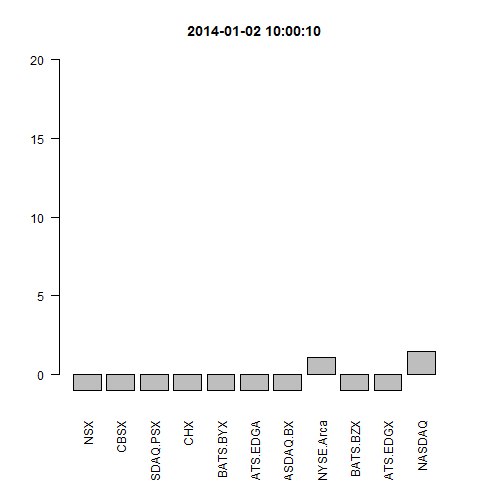 2014-01-02 10:00:10
20
15
10
5
0
NSX
CBSX
SDAQ.PSX
CHX
BATS.BYX
ATS.EDGA
ASDAQ.BX
NYSE.Arca
BATS.BZX
ATS.EDGX
NASDAQ